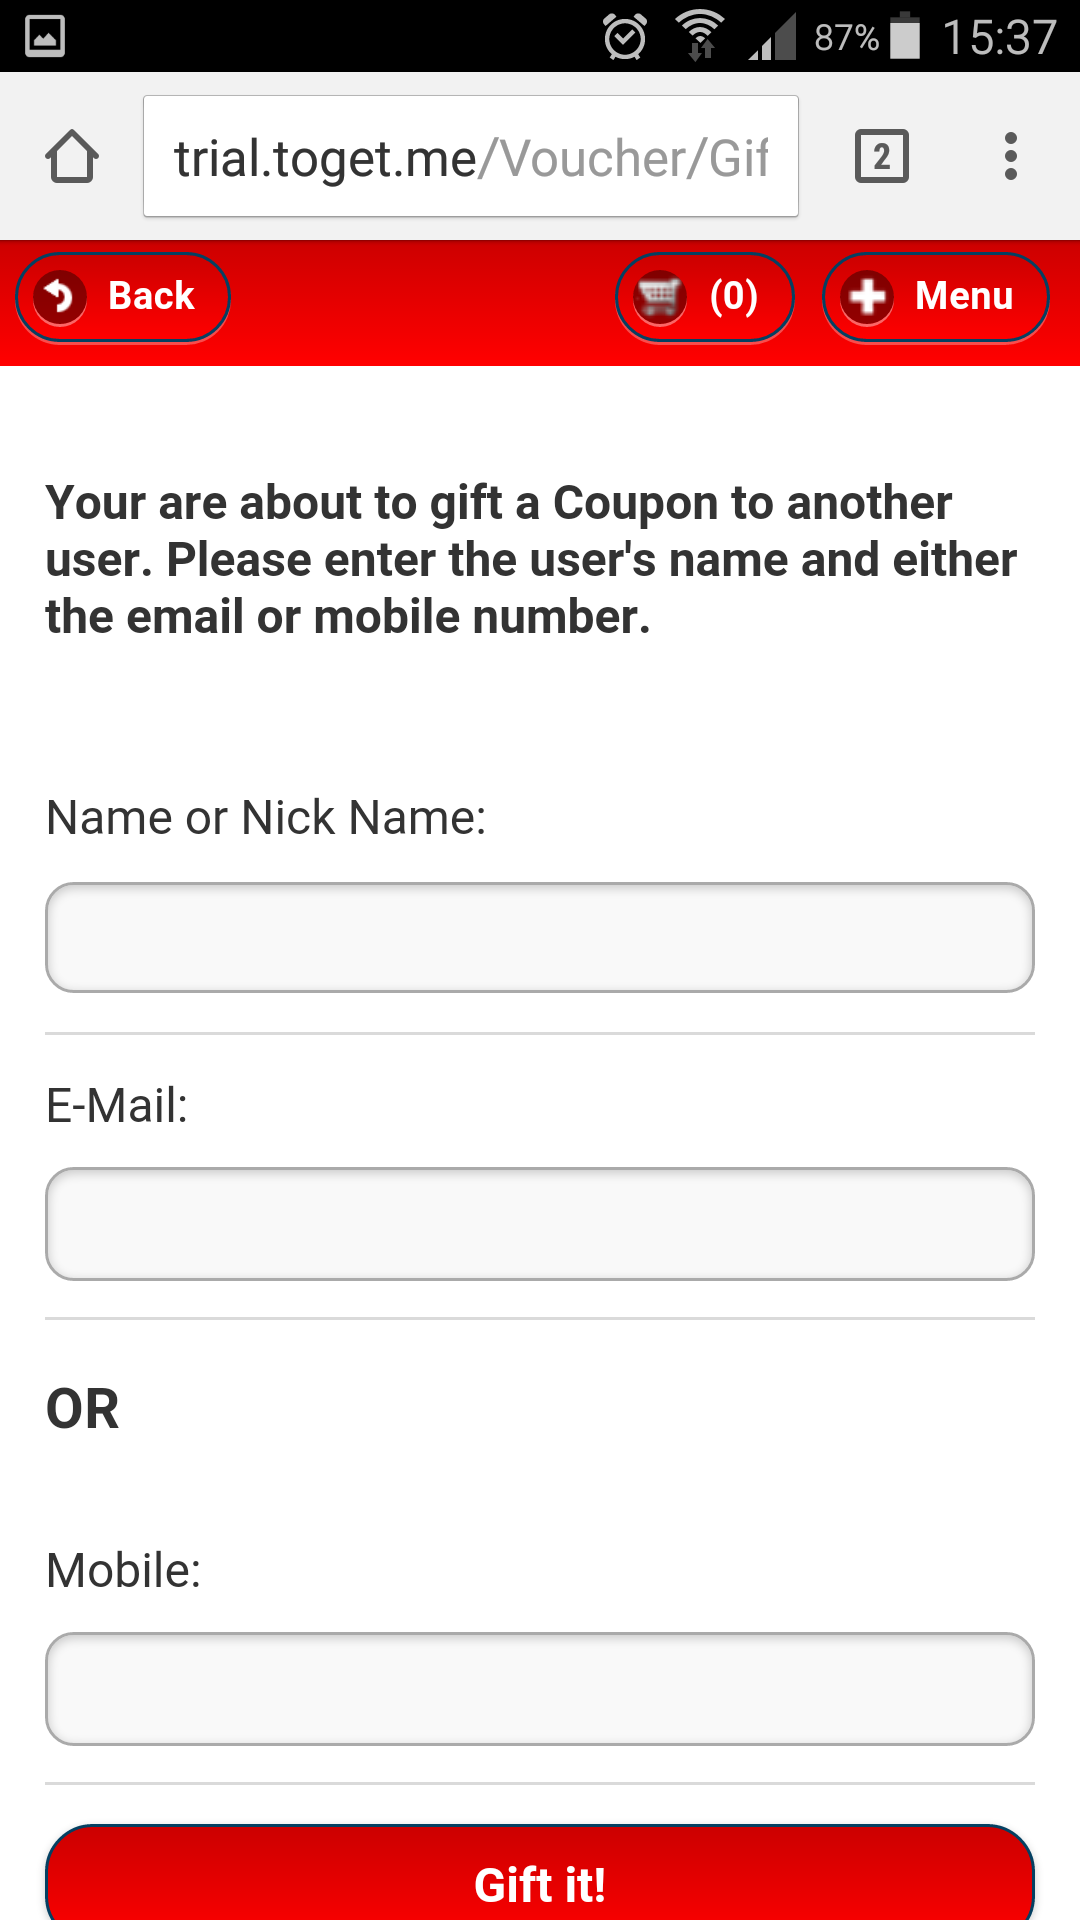 87% 15:37
trial.toget.me/Voucher/Gif
2
Back (0) Menu
Your are about to gift a Coupon to another
user. Please enter the user's name and either
the email or mobile number.
Name or Nick Name:
E-Mail:
OR
Mobile:
Gift it!